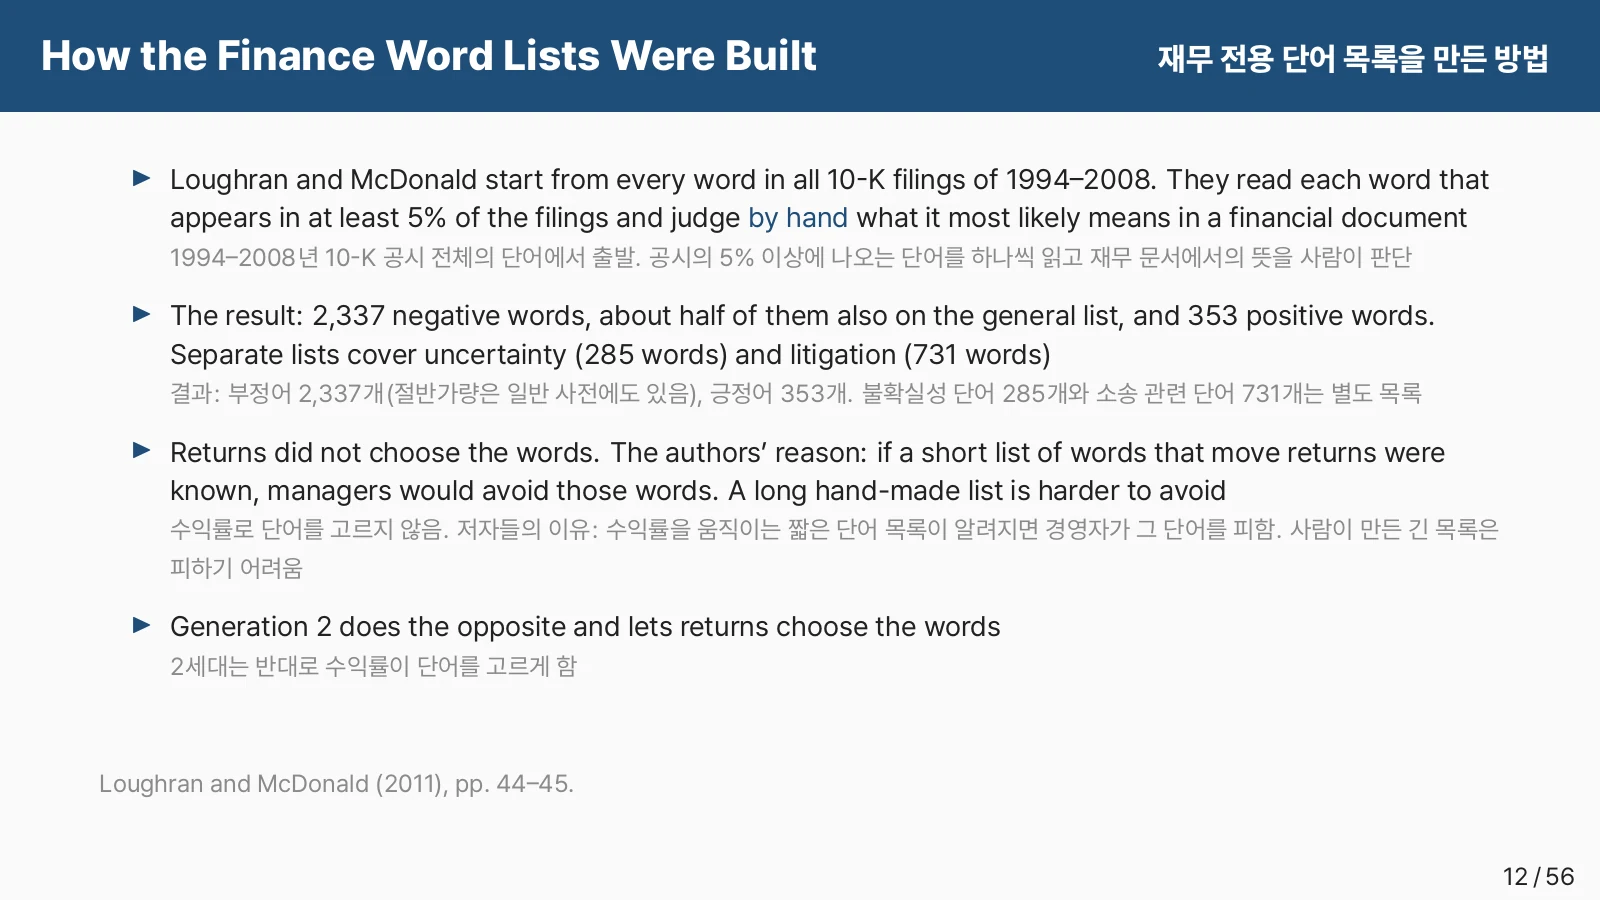 How the Finance Word Lists Were Built
재무 전용 단어 목록을 만든 방법
▶ Loughran and McDonald start from every word in all 10-K filings of 1994–2008. They read each word that
appears in at least 5% of the filings and judge by hand what it most likely means in a financial document
1994–2008년 10-K 공시 전체의 단어에서 출발. 공시의 5% 이상에 나오는 단어를 하나씩 읽고 재무 문서에서의 뜻을 사람이 판단
▶ The result: 2,337 negative words, about half of them also on the general list, and 353 positive words.
Separate lists cover uncertainty (285 words) and litigation (731 words)
결과: 부정어 2,337개(절반가량은 일반 사전에도 있음), 긍정어 353개. 불확실성 단어 285개와 소송 관련 단어 731개는 별도 목록
▶ Returns did not choose the words. The authors’ reason: if a short list of words that move returns were
known, managers would avoid those words. A long hand-made list is harder to avoid
수익률로 단어를 고르지 않음. 저자들의 이유: 수익률을 움직이는 짧은 단어 목록이 알려지면 경영자가 그 단어를 피함. 사람이 만든 긴 목록은
피하기 어려움
▶ Generation 2 does the opposite and lets returns choose the words
2세대는 반대로 수익률이 단어를 고르게 함
Loughran and McDonald (2011), pp. 44–45.
12 / 56